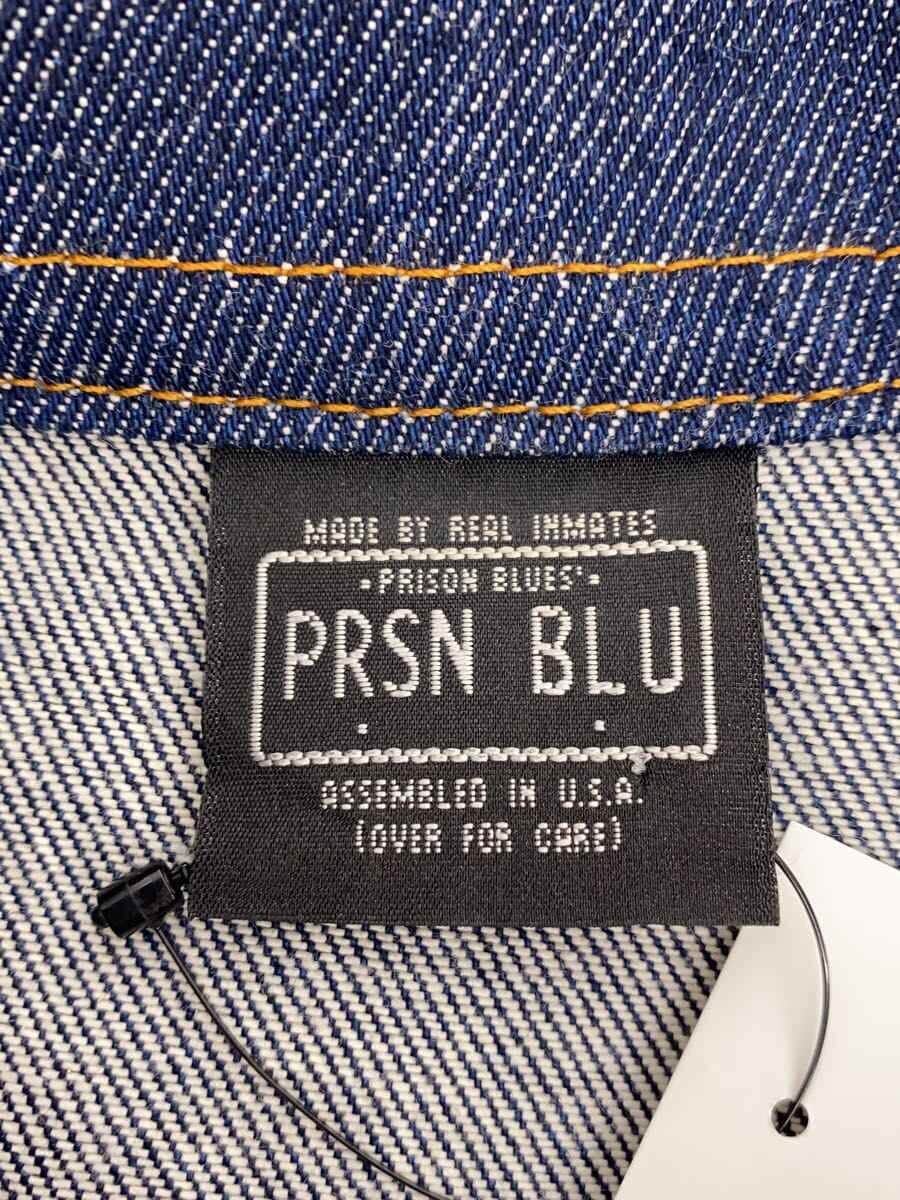 MADE BY REAL INMATES
-PRISON BLUES®-
PRSN BLU
ASSEMBLED IN U.S.A.
(OVER FOR CARE)